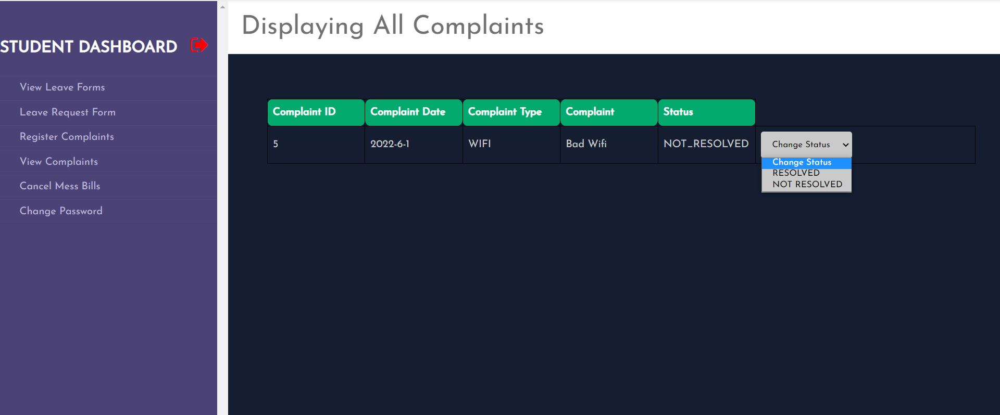 Displaying All Complaints
STUDENT DASHBOARD
View Leave Forms
Leave Request Form
Register Complaints
View Complaints
Cancel Mess Bills
Change Password
Complaint ID Complaint Date Complaint Type Complaint Status
5 2022-6-1 WIFI Bad Wifi NOT_RESOLVED Change Status
Change Status
RESOLVED
NOT RESOLVED